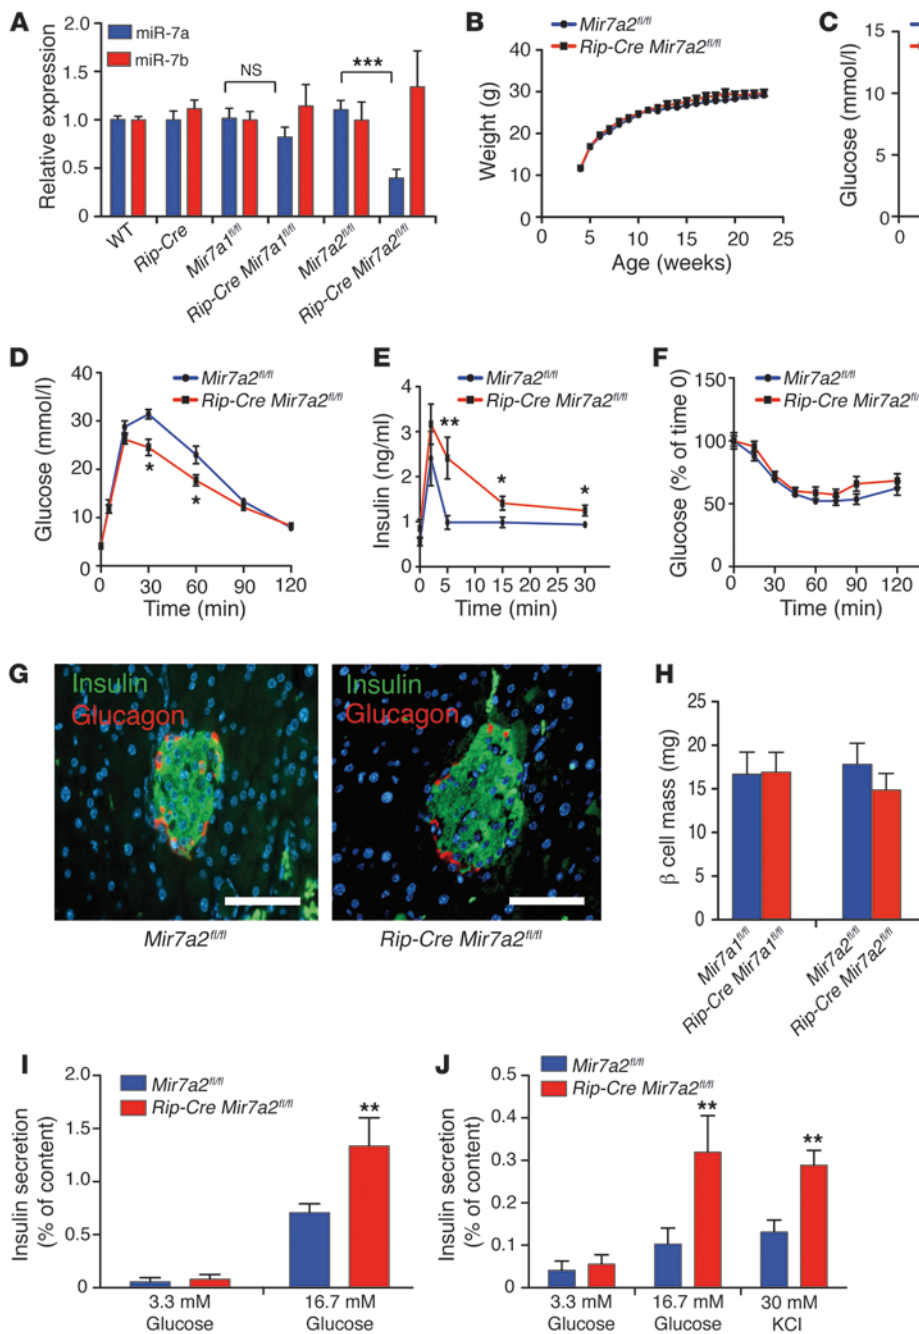 A
miR-7a
miR-7b
Relative expression
2.0
1.5
1.0
0.5
0
NS
***
WT
Rip-Cre
Mir7a1fl/fl
Rip-Cre Mir7a1fl/fl
Mir7a2fl/fl
Rip-Cre Mir7a2fl/fl
B
Mir7a2fl/fl
Rip-Cre Mir7a2fl/fl
Weight (g)
40
30
20
10
0
0 5 10 15 20 25
Age (weeks)
C
Glucose (mmol/l)
15
10
5
0
0
D
Mir7a2fl/fl
Rip-Cre Mir7a2fl/fl
Glucose (mmol/l)
40
30
20
10
0
*
*
0 30 60 90 120
Time (min)
E
Mir7a2fl/fl
Rip-Cre Mir7a2fl/fl
Insulin (ng/ml)
4
3
2
1
0
**
*
*
0 5 10 15 20 25 30
Time (min)
F
Mir7a2fl/fl
Rip-Cre Mir7a2fl/
Glucose (% of time 0)
150
100
50
0
0 30 60 90 120
Time (min)
G
Insulin
Glucagon
Mir7a2fl/fl
Insulin
Glucagon
Rip-Cre Mir7a2fl/fl
H
β cell mass (mg)
25
20
15
10
5
0
Mir7a1fl/fl
Rip-Cre Mir7a1fl/fl
Mir7a2fl/fl
Rip-Cre Mir7a2fl/fl
I
Mir7a2fl/fl
Rip-Cre Mir7a2fl/fl
Insulin secretion
(% of content)
2.0
1.5
1.0
0.5
0
**
3.3 mM
Glucose
16.7 mM
Glucose
J
Mir7a2fl/fl
Rip-Cre Mir7a2fl/fl
Insulin secretion
(% of content)
0.5
0.4
0.3
0.2
0.1
0
**
**
3.3 mM
Glucose
16.7 mM
Glucose
30 mM
KCl